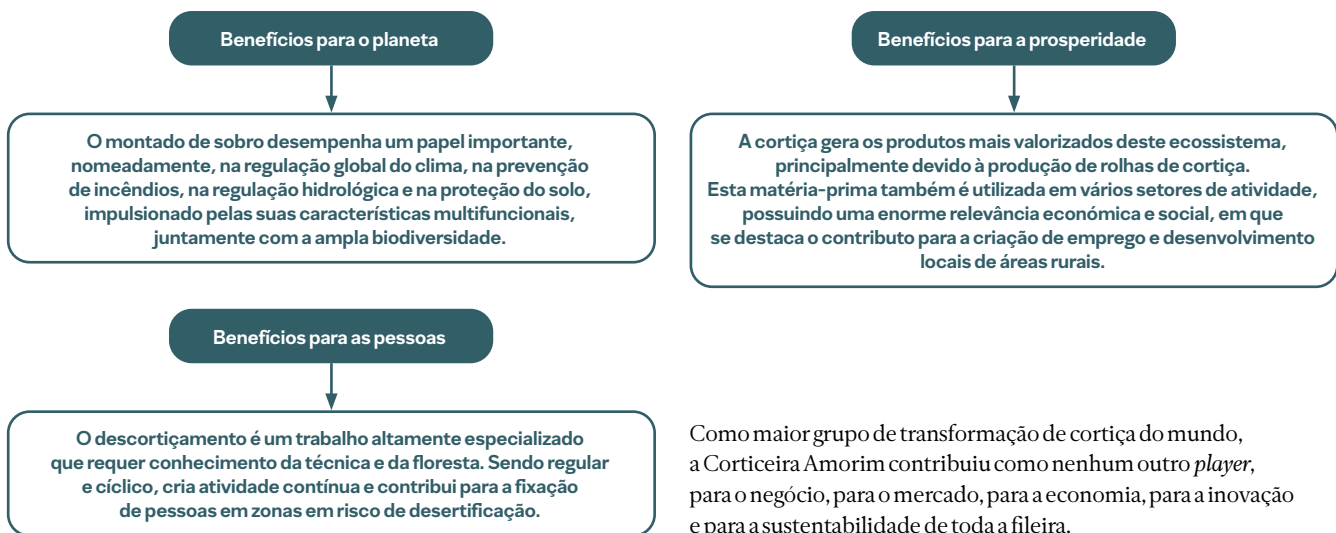 Benefícios para o planeta
O montado de sobro desempenha um papel importante,
nomeadamente, na regulação global do clima, na prevenção
de incêndios, na regulação hidrológica e na proteção do solo,
impulsionado pelas suas características multifuncionais,
juntamente com a ampla biodiversidade.
Benefícios para a prosperidade
A cortiça gera os produtos mais valorizados deste ecossistema,
principalmente devido à produção de rolhas de cortiça.
Esta matéria-prima também é utilizada em vários setores de atividade,
possuindo uma enorme relevância económica e social, em que
se destaca o contributo para a criação de emprego e desenvolvimento
locais de áreas rurais.
Benefícios para as pessoas
O descortiçamento é um trabalho altamente especializado
que requer conhecimento da técnica e da floresta. Sendo regular
e cíclico, cria atividade contínua e contribui para a fixação
de pessoas em zonas em risco de desertificação.
Como maior grupo de transformação de cortiça do mundo,
a Corticeira Amorim contribuiu como nenhum outro player,
para o negócio, para o mercado, para a economia, para a inovação
e para a sustentabilidade de toda a fileira.